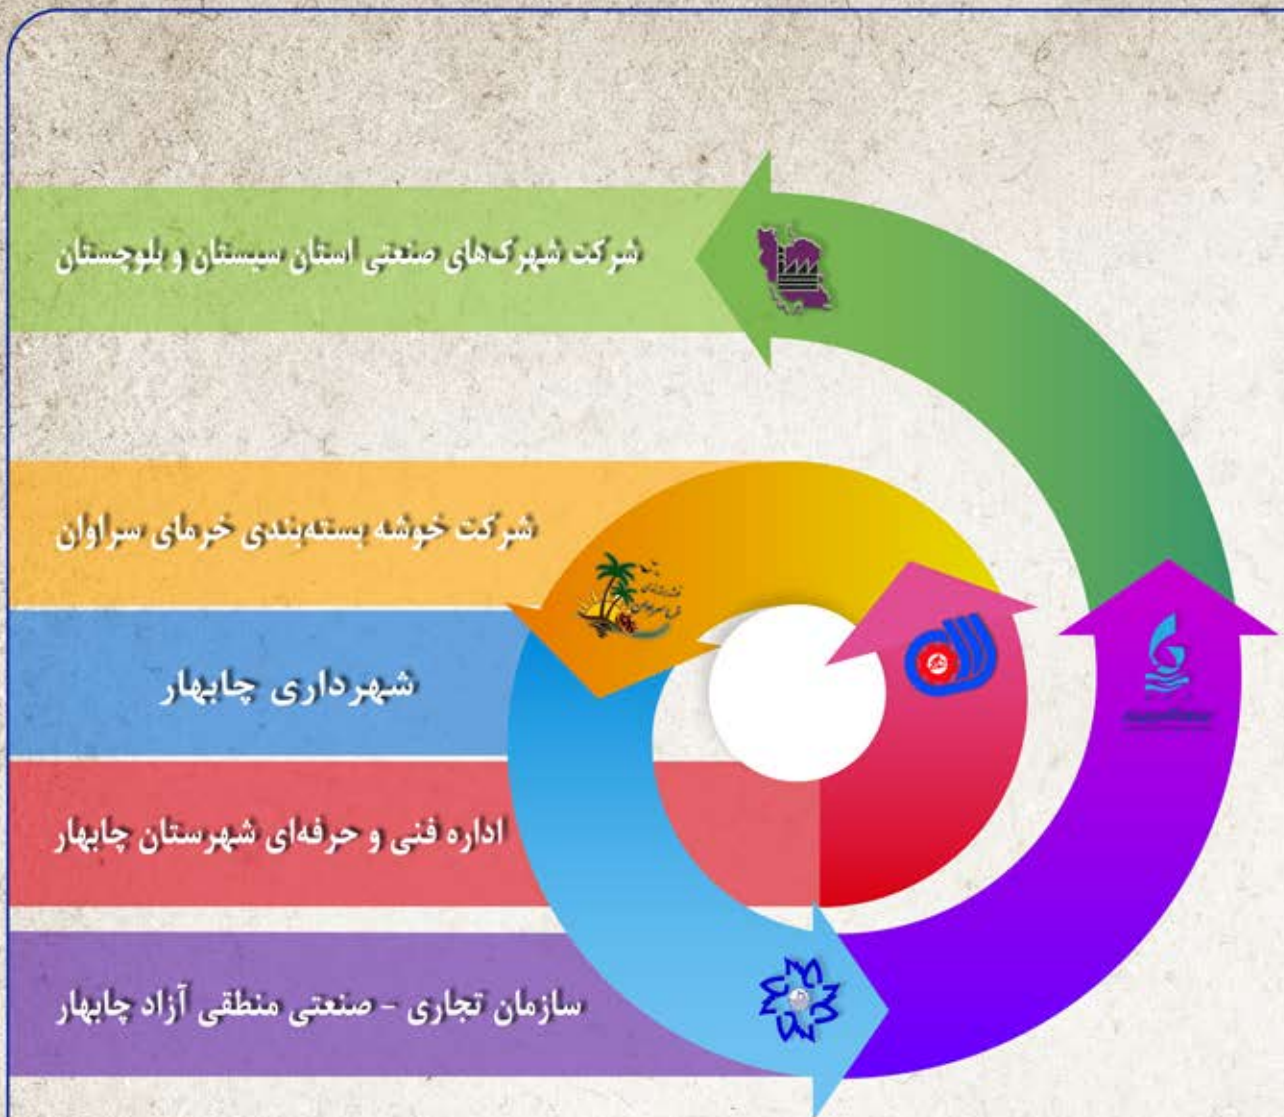 شرکت شهرک‌های صنعتی استان سیستان و بلوچستان
شرکت خوشه بسته‌بندی خرمای سراوان
شهرداری چابهار
اداره فنی و حرفه‌ای شهرستان چابهار
سازمان تجاری - صنعتی منطقی آزاد چابهار